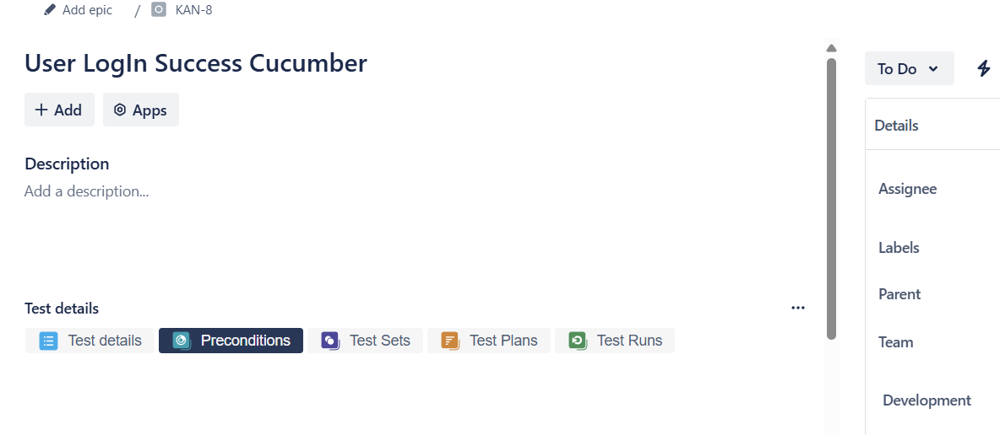 Add epic / KAN-8
User LogIn Success Cucumber
+ Add Apps
Description
Add a description...
Test details
Test details Preconditions Test Sets Test Plans Test Runs
To Do
Details
Assignee
Labels
Parent
Team
Development